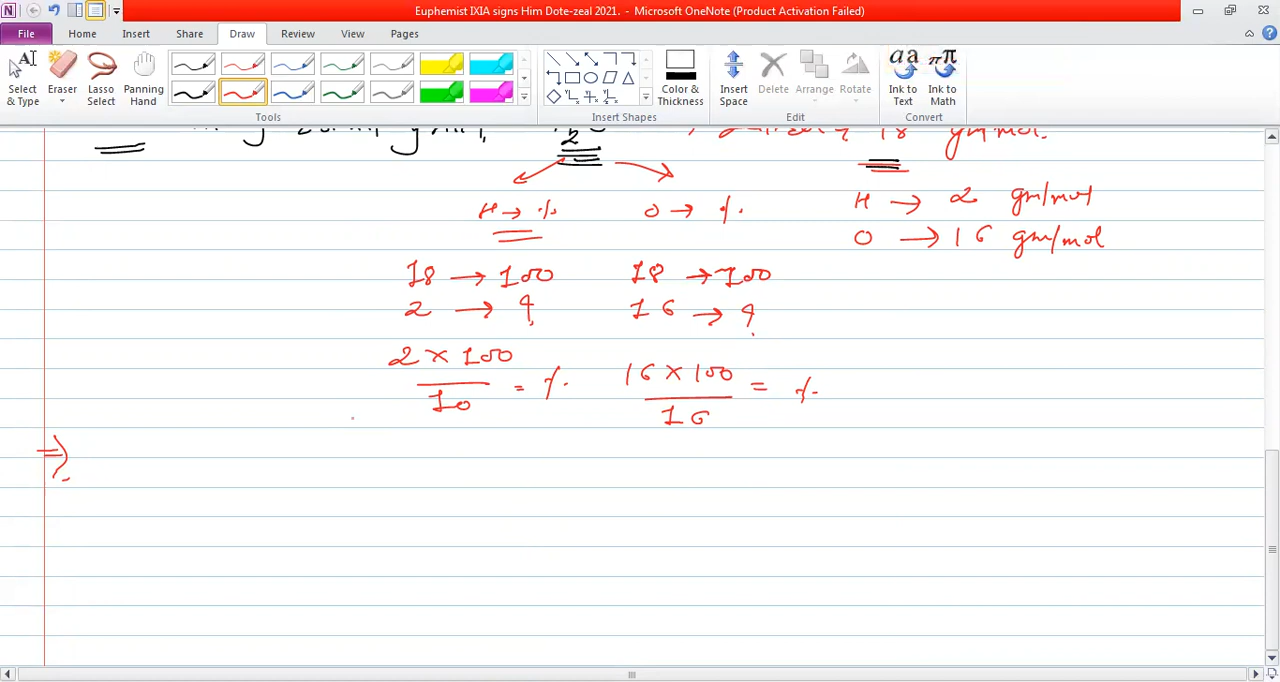 Euphemist IXIA signs Him Dote-zeal 2021. - Microsoft OneNote (Product Activation Failed)
File Home Insert Share Draw Review View Pages
Select & Type Eraser Lasso Select Panning Hand Color & Thickness Insert Space Delete Arrange Rotate Ink to Text Ink to Math
Tools Insert Shapes Edit Convert
18 gm/mol.
H → % O → % H → 2 gm/mol
O → 16 gm/mol
18 → 100 18 → 100
2 → ? 16 → ?
2 × 100 / 10 = % 16 × 100 / 16 = %
⇒